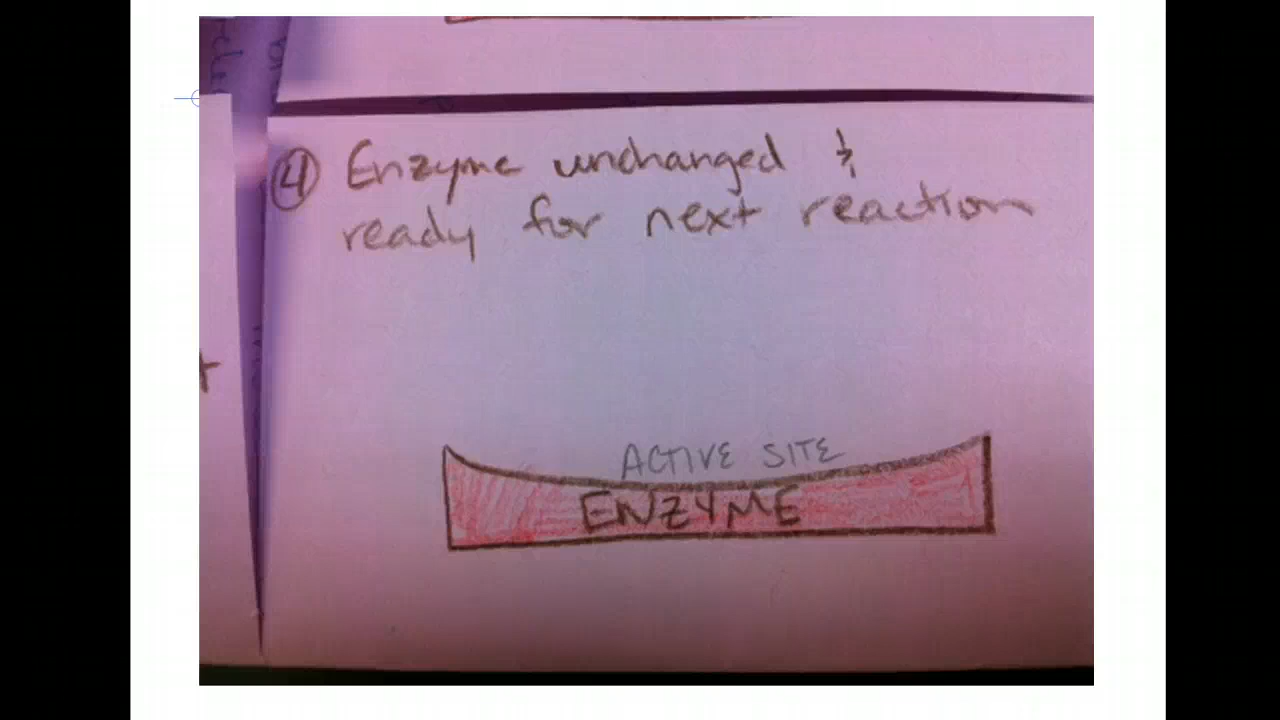 ④ Enzyme unchanged &
ready for next reaction
ACTIVE SITE
ENZYME